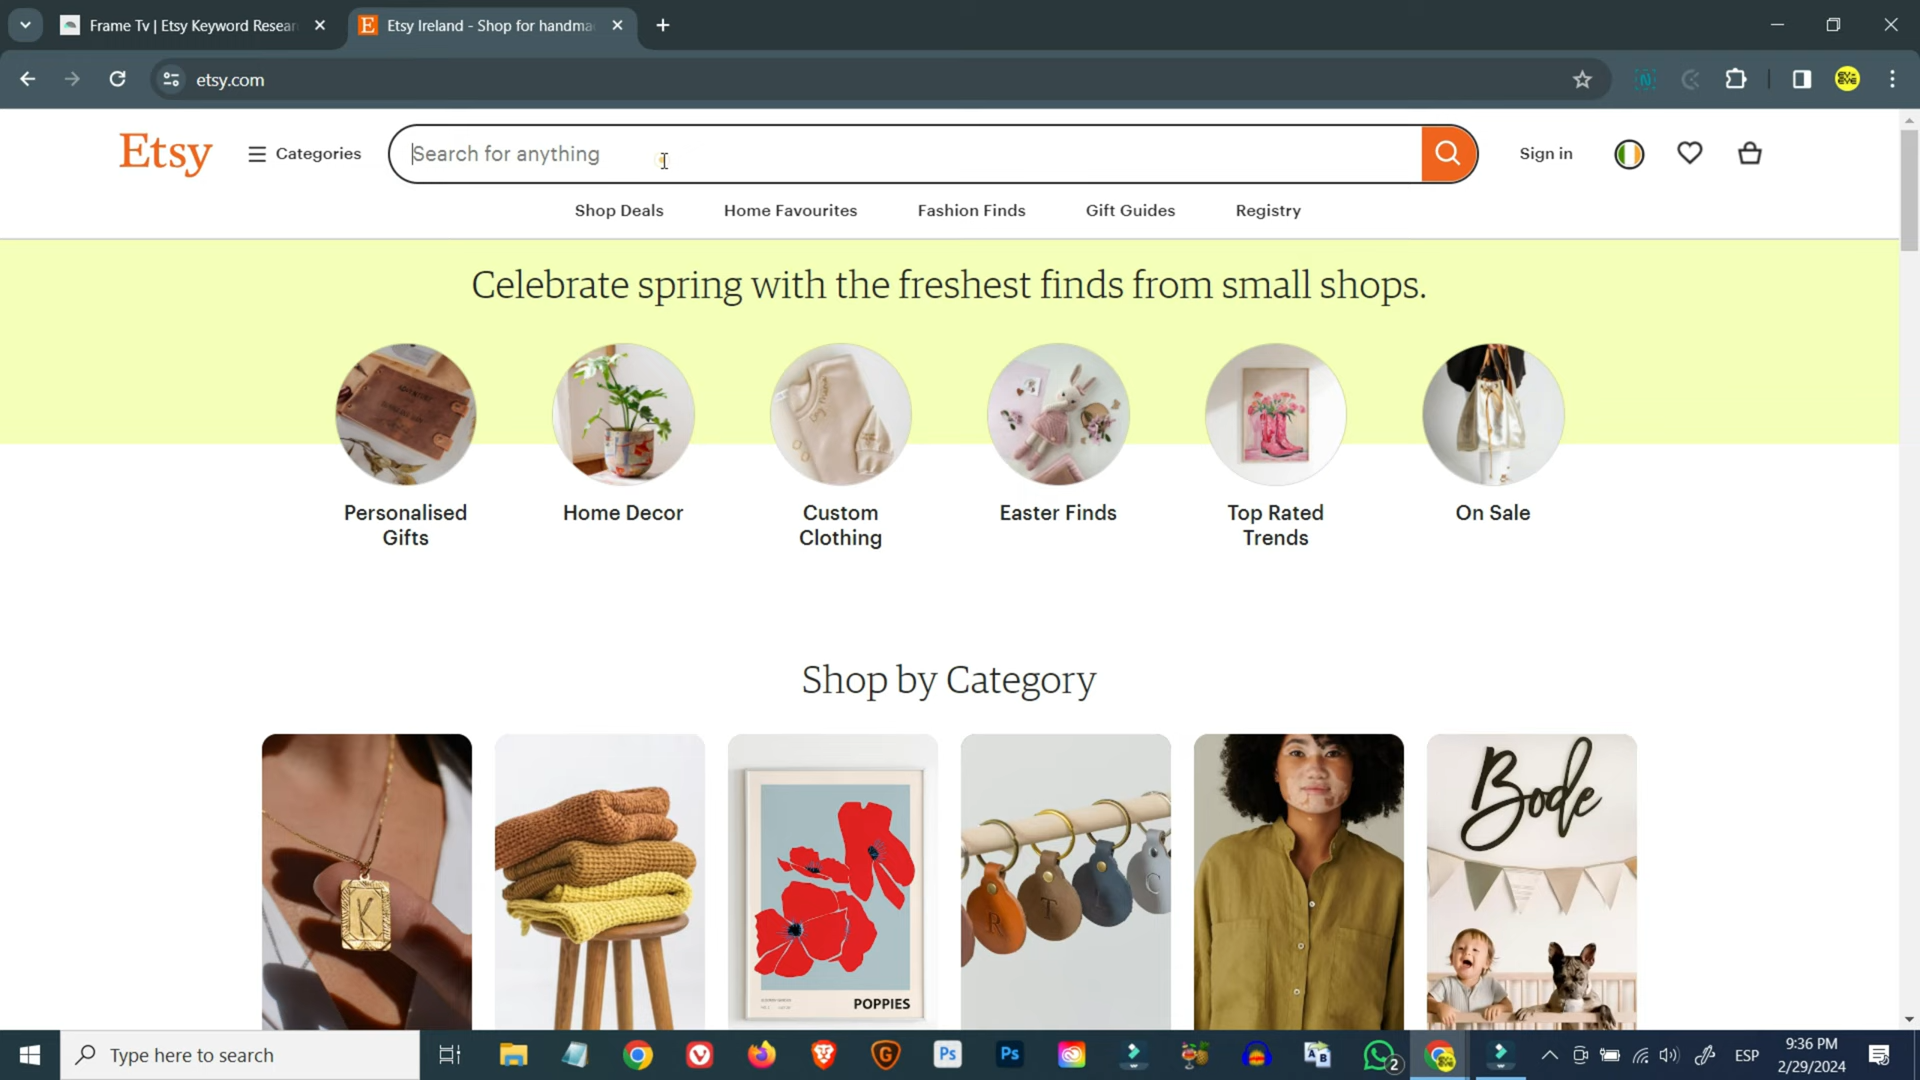 Frame Tv | Etsy Keyword Resear
Etsy Ireland - Shop for handma
etsy.com
Etsy
Categories
Search for anything
Sign in
Shop Deals
Home Favourites
Fashion Finds
Gift Guides
Registry
Celebrate spring with the freshest finds from small shops.
Personalised
Gifts
Home Decor
Custom
Clothing
Easter Finds
Top Rated
Trends
On Sale
Shop by Category
K
POPPIES
R
T
C
Bode
Type here to search
2
ESP
9:36 PM
2/29/2024